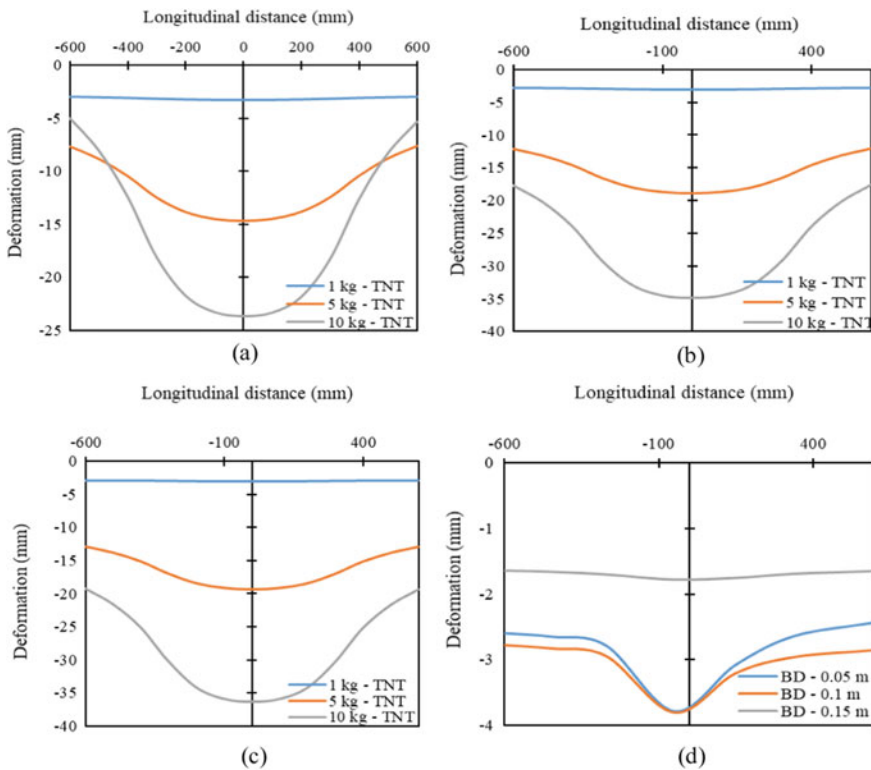 Longitudinal distance (mm)
-600 -400 -200 0 200 400 600
0
-5
-10
-15
-20
-25
Deformation (mm)
1 kg - TNT
5 kg - TNT
10 kg - TNT
(a)
Longitudinal distance (mm)
-600 -100 400
0
-5
-10
-15
-20
-25
-30
-35
-40
Deformation (mm)
1 kg - TNT
5 kg - TNT
10 kg - TNT
(b)
Longitudinal distance (mm)
-600 -100 400
0
-5
-10
-15
-20
-25
-30
-35
-40
Deformation (mm)
1 kg - TNT
5 kg - TNT
10 kg - TNT
(c)
Longitudinal distance (mm)
-600 -100 400
0
-1
-2
-3
-4
Deformation (mm)
BD - 0.05 m
BD - 0.1 m
BD - 0.15 m
(d)